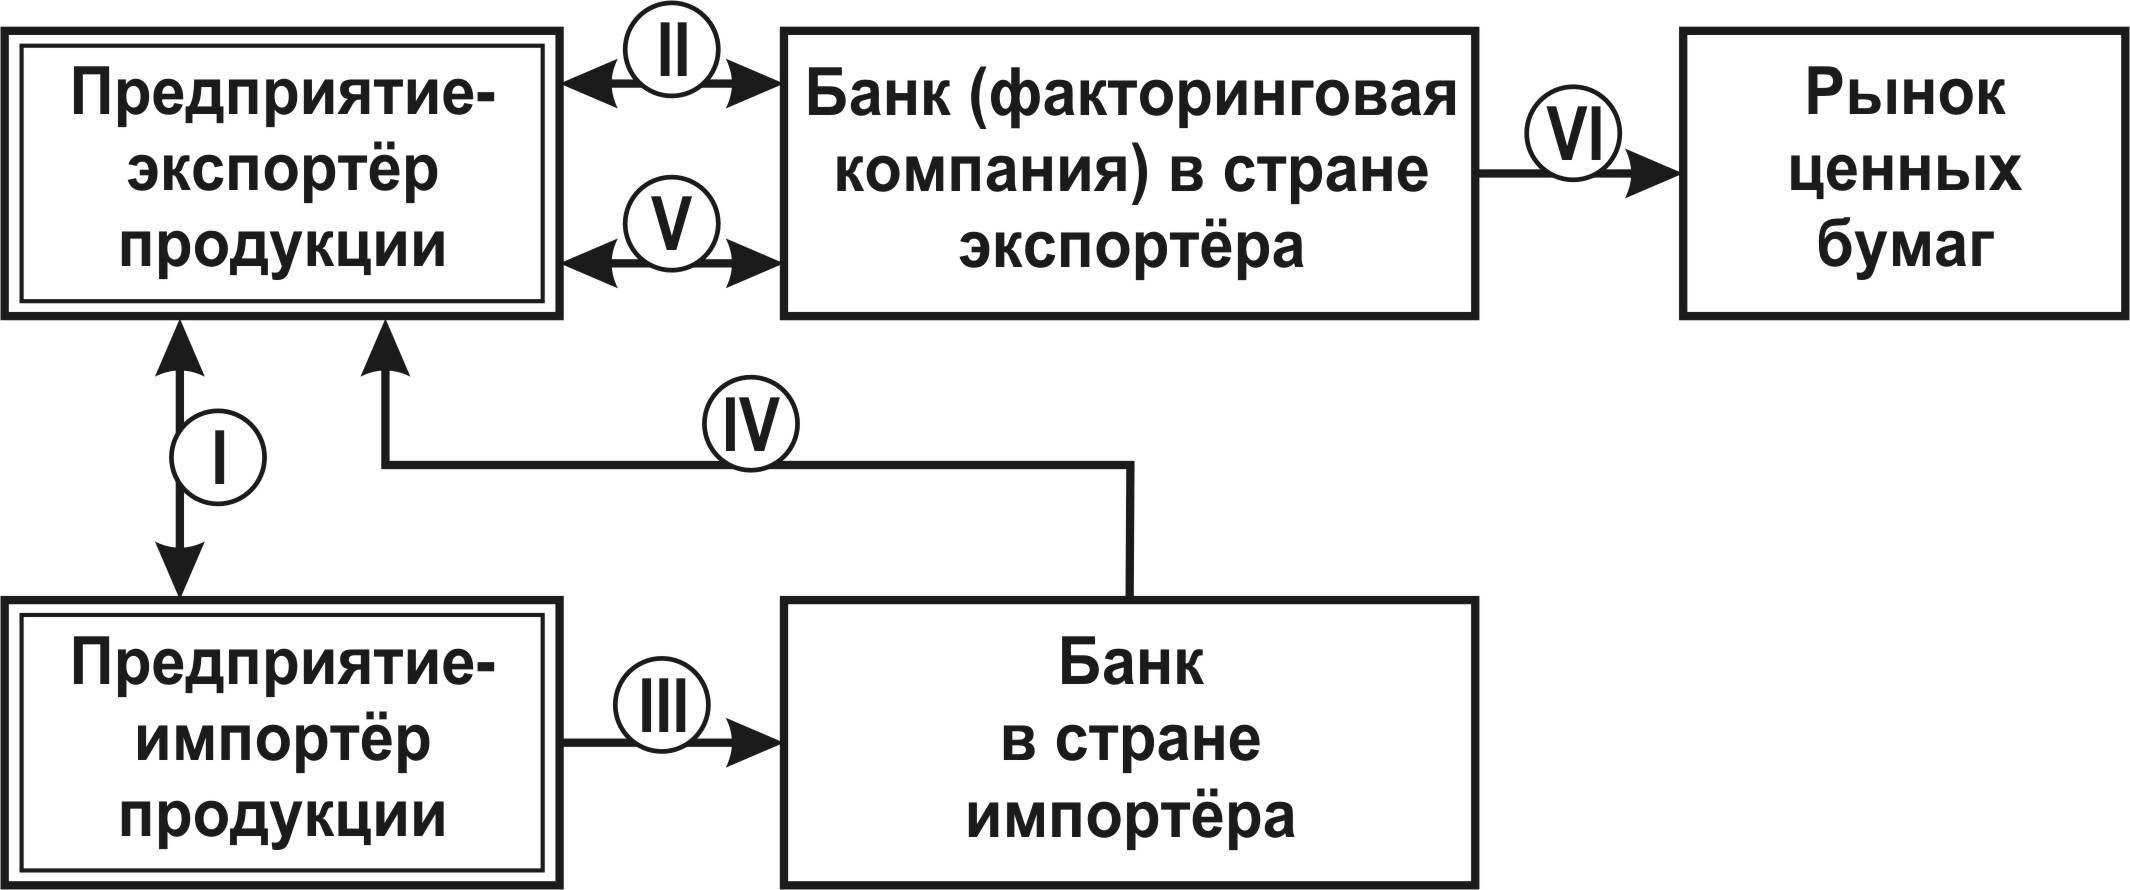 Предприятие-
экспортёр
продукции
II
V
Банк (факторинговая
компания) в стране
экспортёра
VI
Рынок
ценных
бумаг
I
IV
Предприятие-
импортёр
продукции
III
Банк
в стране
импортёра